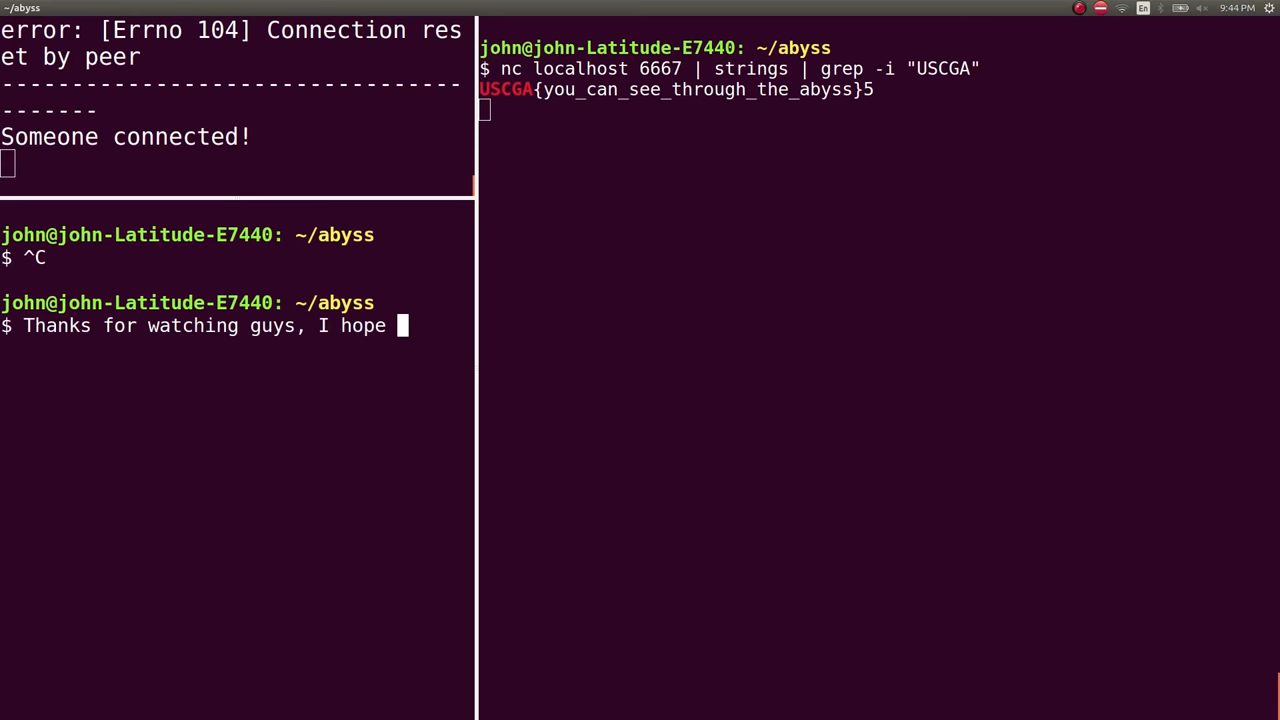 ~/abyss
En
9:44 PM
error: [Errno 104] Connection res
et by peer
---------------------------------
-------
Someone connected!
john@john-Latitude-E7440: ~/abyss
$ ^C
john@john-Latitude-E7440: ~/abyss
$ Thanks for watching guys, I hope
john@john-Latitude-E7440: ~/abyss
$ nc localhost 6667 | strings | grep -i "USCGA"
USCGA{you_can_see_through_the_abyss}5